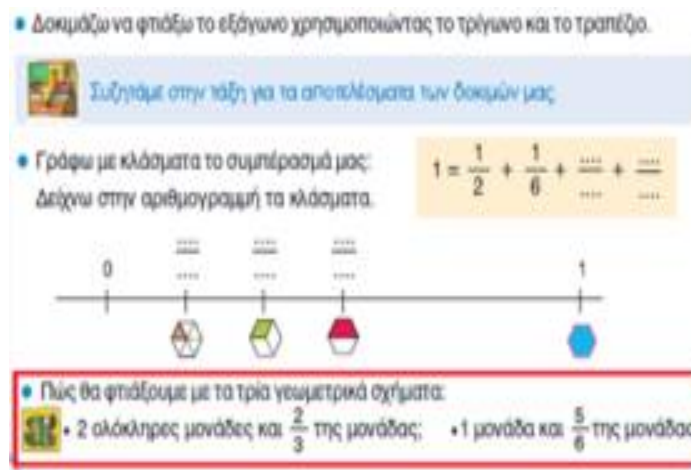 • Δοκιμάζω να φτιάξω το εξάγωνο χρησιμοποιώντας το τρίγωνο και το τραπέζιο.
Συζητάμε στην τάξη για τα αποτελέσματα των δοκιμών μας
• Γράφω με κλάσματα το συμπέρασμά μας:
1 = 1/2 + 1/6 + ..../.... + ..../....
Δείχνω στην αριθμογραμμή τα κλάσματα.
0 ..../.... ..../.... ..../.... 1
• Πώς θα φτιάξουμε με τα τρία γεωμετρικά σχήματα:
• 2 ολόκληρες μονάδες και 2/3 της μονάδας; •1 μονάδα και 5/6 της μονάδας